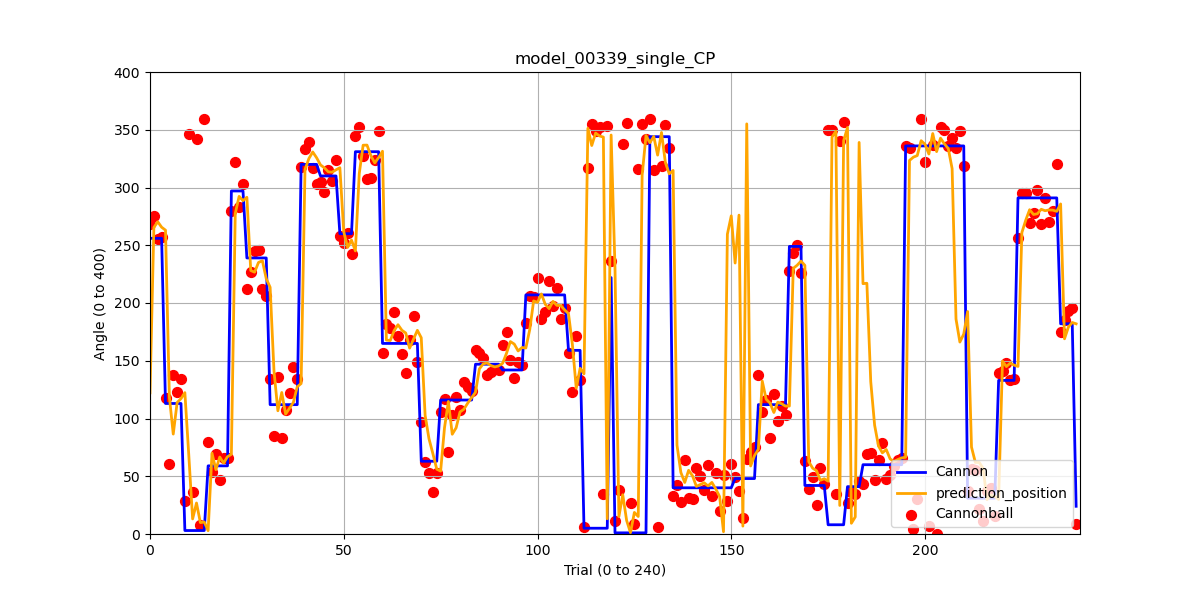 model_00339_single_CP
400
350
300
250
200
150
100
50
0
Angle (0 to 400)
0 50 100 150 200
Trial (0 to 240)
Cannon
prediction_position
Cannonball